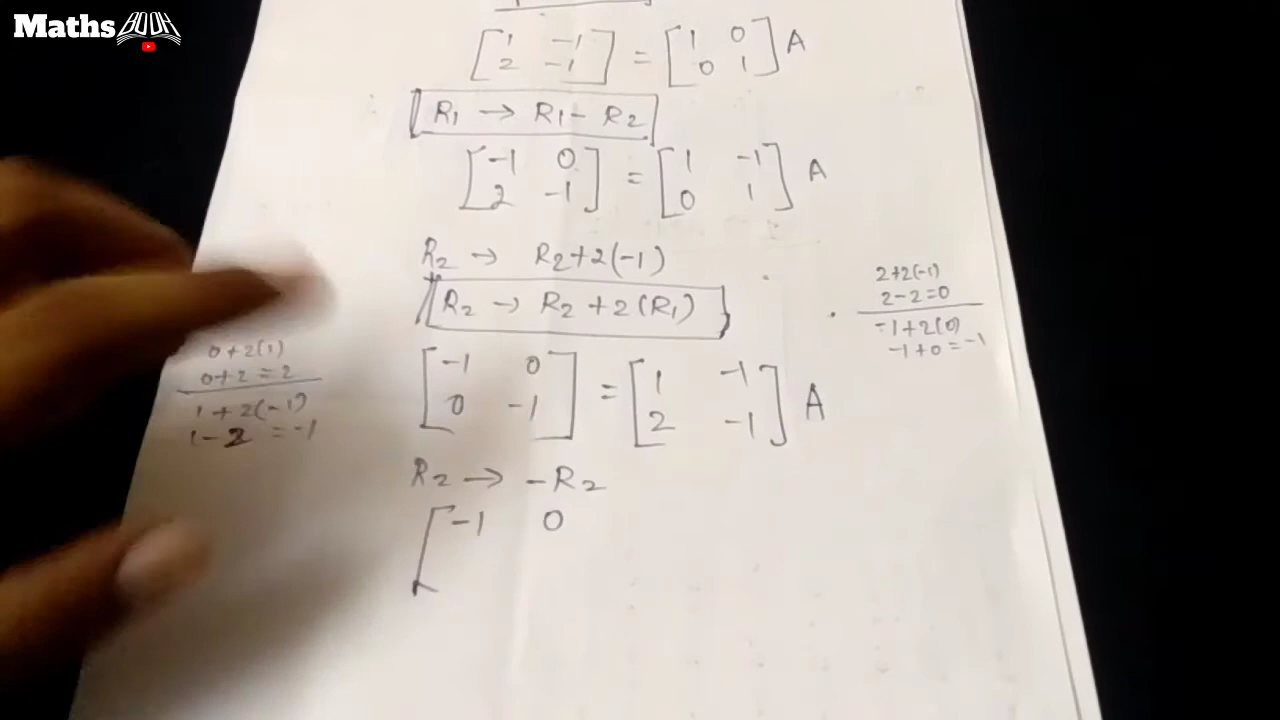 Maths BOOK
[1 -1] = [1 0] A
[2 -1] [0 1]
R1 → R1 - R2
[-1 0] = [1 -1] A
[2 -1] [0 1]
R2 → R2+2(-1)
R2 → R2 + 2(R1)
2+2(-1)
2-2=0
-1+2(0)
-1+0=-1
0+2(1)
0+2=2
1+2(-1)
1-2 = -1
[-1 0] = [1 -1] A
[0 -1] [2 -1]
R2 → -R2
[-1 0